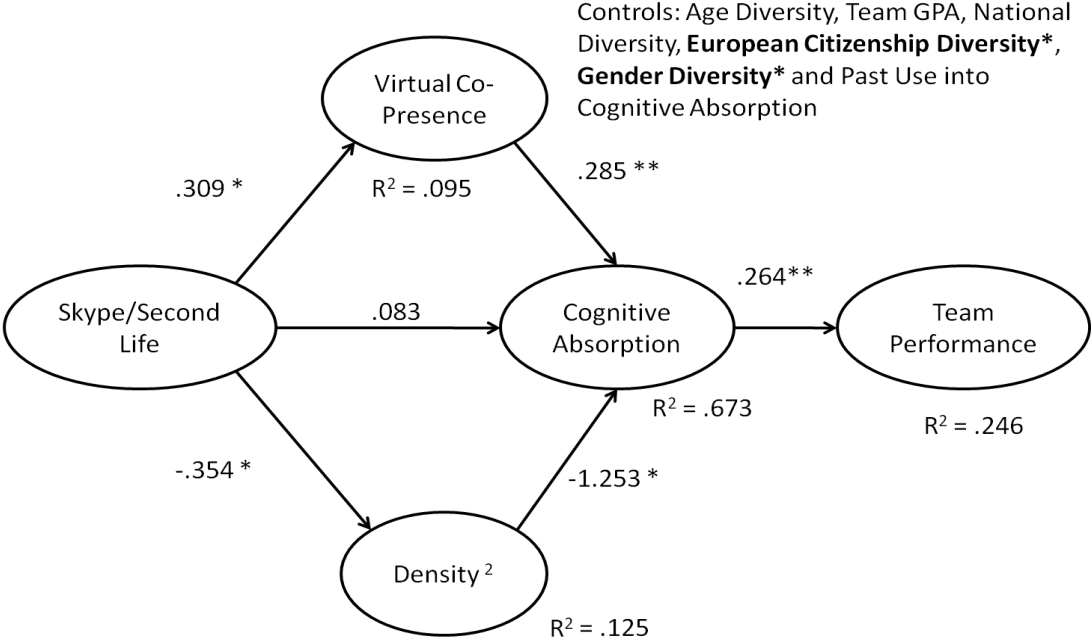 Controls: Age Diversity, Team GPA, National
Diversity, European Citizenship Diversity*,
Gender Diversity* and Past Use into
Cognitive Absorption
Virtual Co-
Presence
R² = .095
.309 *
.285 **
Skype/Second
Life
.083
Cognitive
Absorption
R² = .673
.264**
Team
Performance
R² = .246
-.354 *
-1.253 *
Density ²
R² = .125